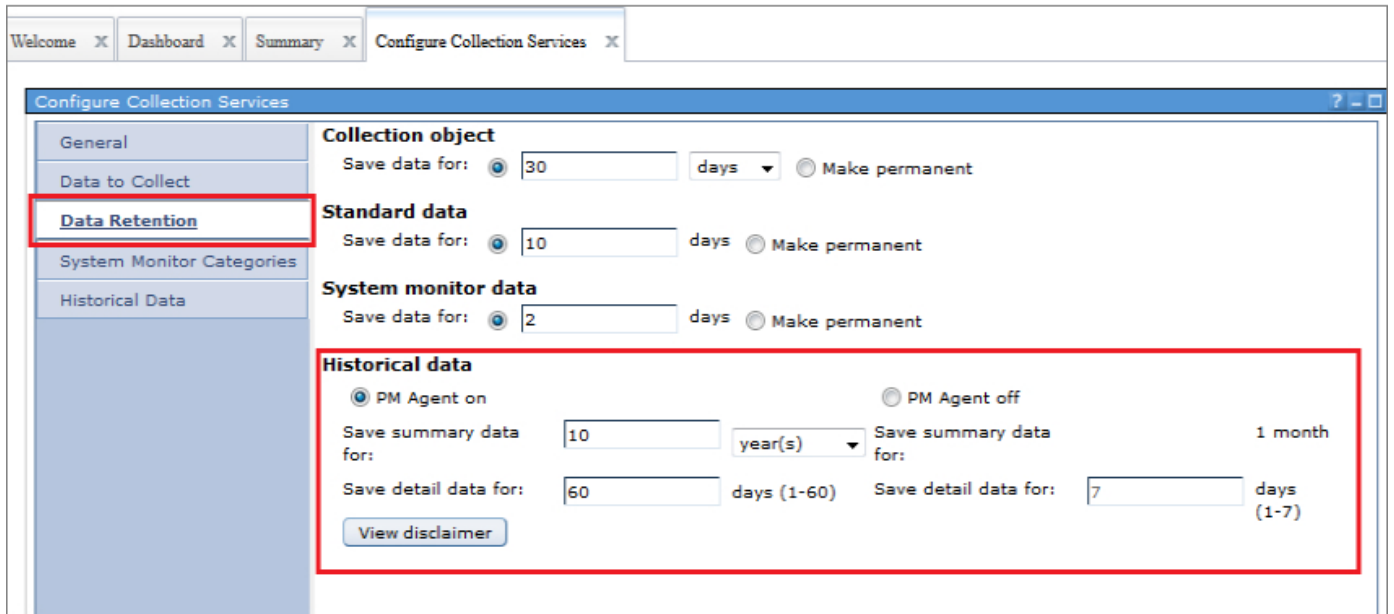 Welcome X Dashboard X Summary X Configure Collection Services X
Configure Collection Services ? –
General
Data to Collect
Data Retention
System Monitor Categories
Historical Data
Collection object
Save data for: 30 days Make permanent
Standard data
Save data for: 10 days Make permanent
System monitor data
Save data for: 2 days Make permanent
Historical data
PM Agent on PM Agent off
Save summary data 10 year(s) Save summary data 1 month
for: for:
Save detail data for: 60 days (1-60) Save detail data for: 7 days
(1-7)
View disclaimer